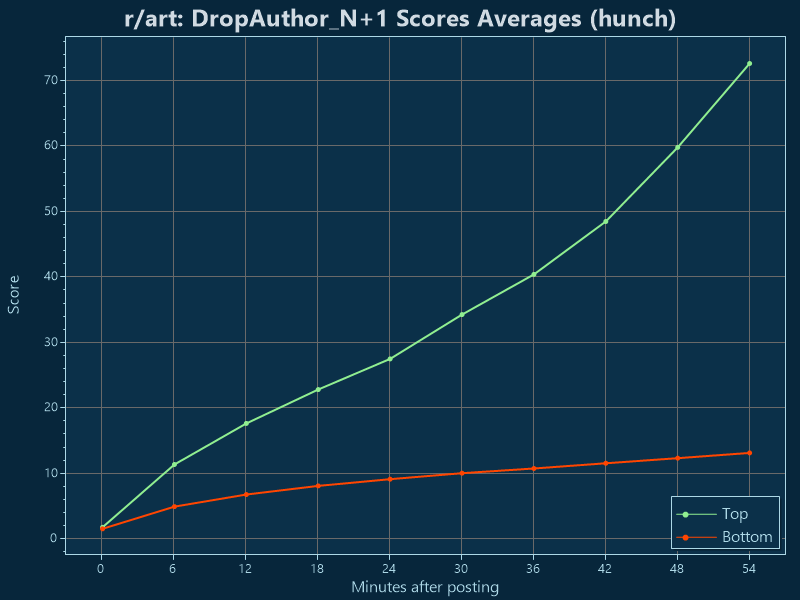 r/art: DropAuthor_N+1 Scores Averages (hunch)
70
60
50
40
30
20
10
0
Score
0 6 12 18 24 30 36 42 48 54
Minutes after posting
Top
Bottom